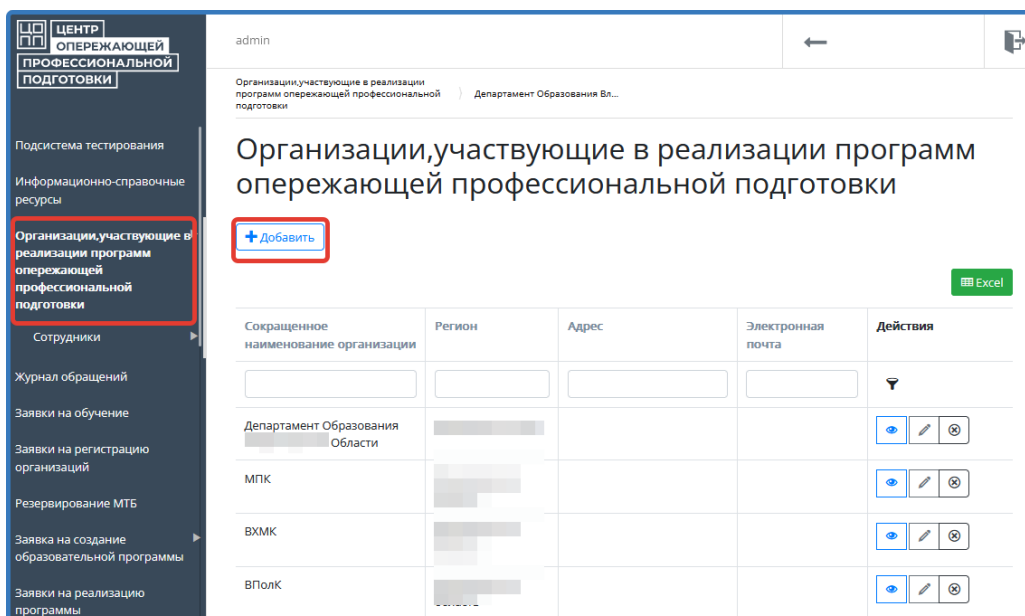 ЦОПП
ЦЕНТР
ОПЕРЕЖАЮЩЕЙ
ПРОФЕССИОНАЛЬНОЙ
ПОДГОТОВКИ
admin
Организации,участвующие в реализации
программ опережающей профессиональной
подготовки
Департамент Образования Вл...
Подсистема тестирования
Информационно-справочные
ресурсы
Организации,участвующие в
реализации программ
опережающей
профессиональной
подготовки
Сотрудники
Журнал обращений
Заявки на обучение
Заявки на регистрацию
организаций
Резервирование МТБ
Заявка на создание
образовательной программы
Заявки на реализацию
программы
Организации,участвующие в реализации программ
опережающей профессиональной подготовки
Добавить
Excel
Сокращенное
наименование организации
Регион
Адрес
Электронная
почта
Действия
Департамент Образования
Области
МПК
ВХМК
ВПолК